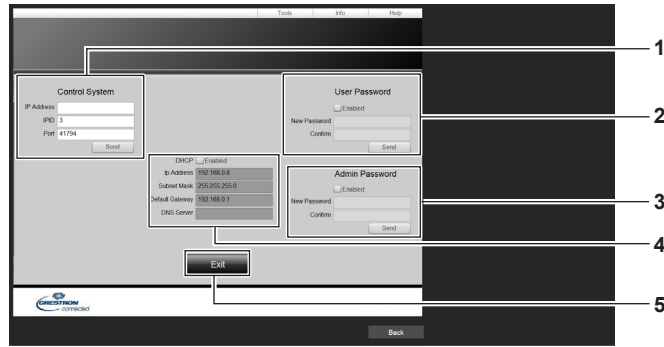 Tools Info Help
1
Control System
IP Address
IPID 3
Port 41794
Send
User Password
Enabled
New Password
Confirm
Send
2
DHCP Enabled
Ip Address 192.168.0.8
Subnet Mask 255.255.255.0
Default Gateway 192.168.0.1
DNS Server
Admin Password
Enabled
New Password
Confirm
Send
3
4
Exit
CRESTRON
connected
5
Back